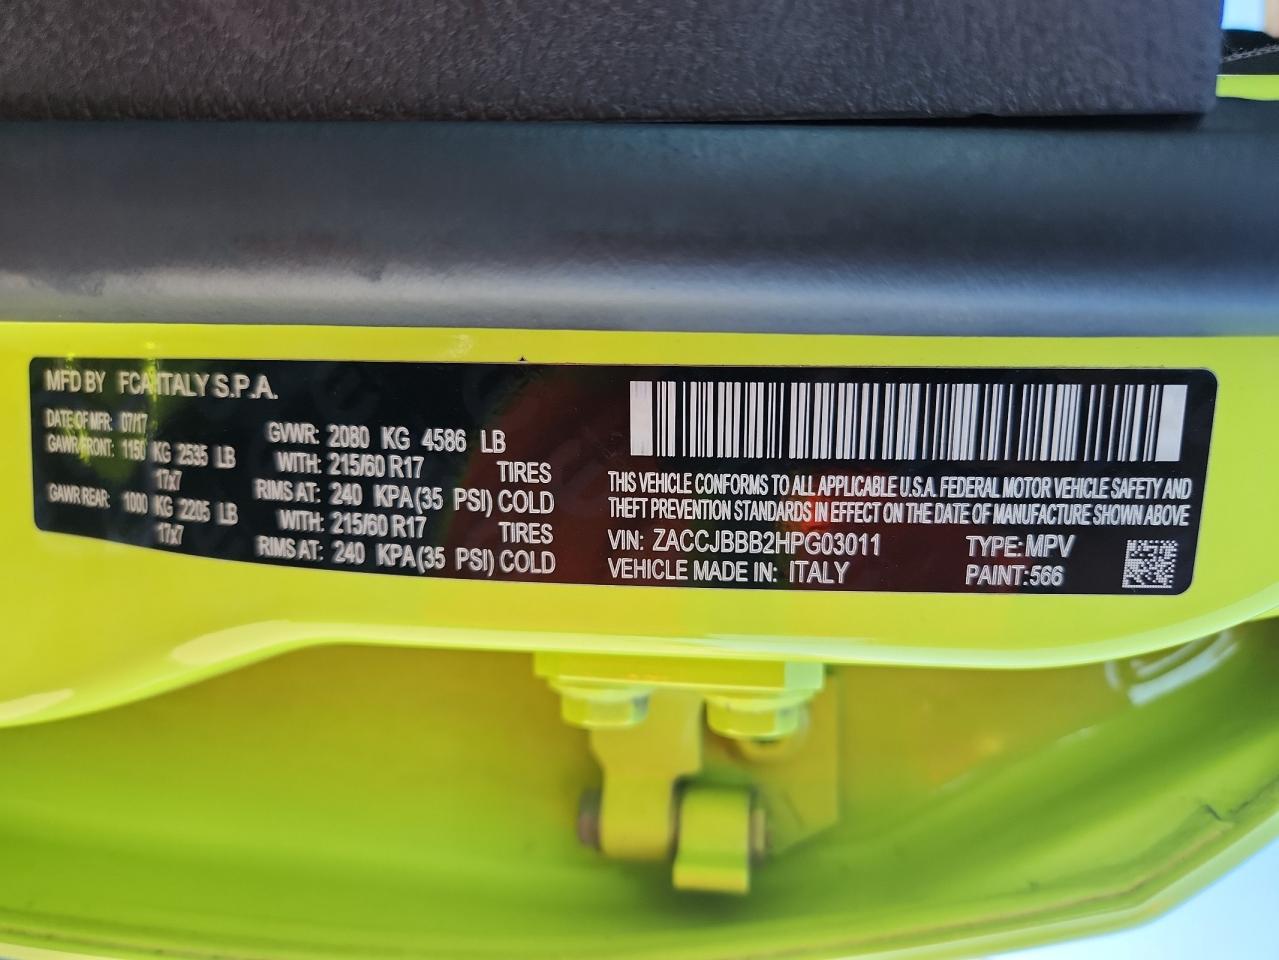 MFD BY FCA ITALY S.P.A.
DATE OF MFR: 07/17
GAWR/FRONT: 1150 KG 2535 LB
17x7
GAWR REAR: 1000 KG 2205 LB
17x7
GVWR: 2080 KG 4586 LB
WITH: 215/60 R17 TIRES
RIMS AT: 240 KPA(35 PSI) COLD
WITH: 215/60 R17 TIRES
RIMS AT: 240 KPA(35 PSI) COLD
THIS VEHICLE CONFORMS TO ALL APPLICABLE U.S.A. FEDERAL MOTOR VEHICLE SAFETY AND
THEFT PREVENTION STANDARDS IN EFFECT ON THE DATE OF MANUFACTURE SHOWN ABOVE
VIN: ZACCJBBB2HPG03011 TYPE: MPV
VEHICLE MADE IN: ITALY PAINT: 566